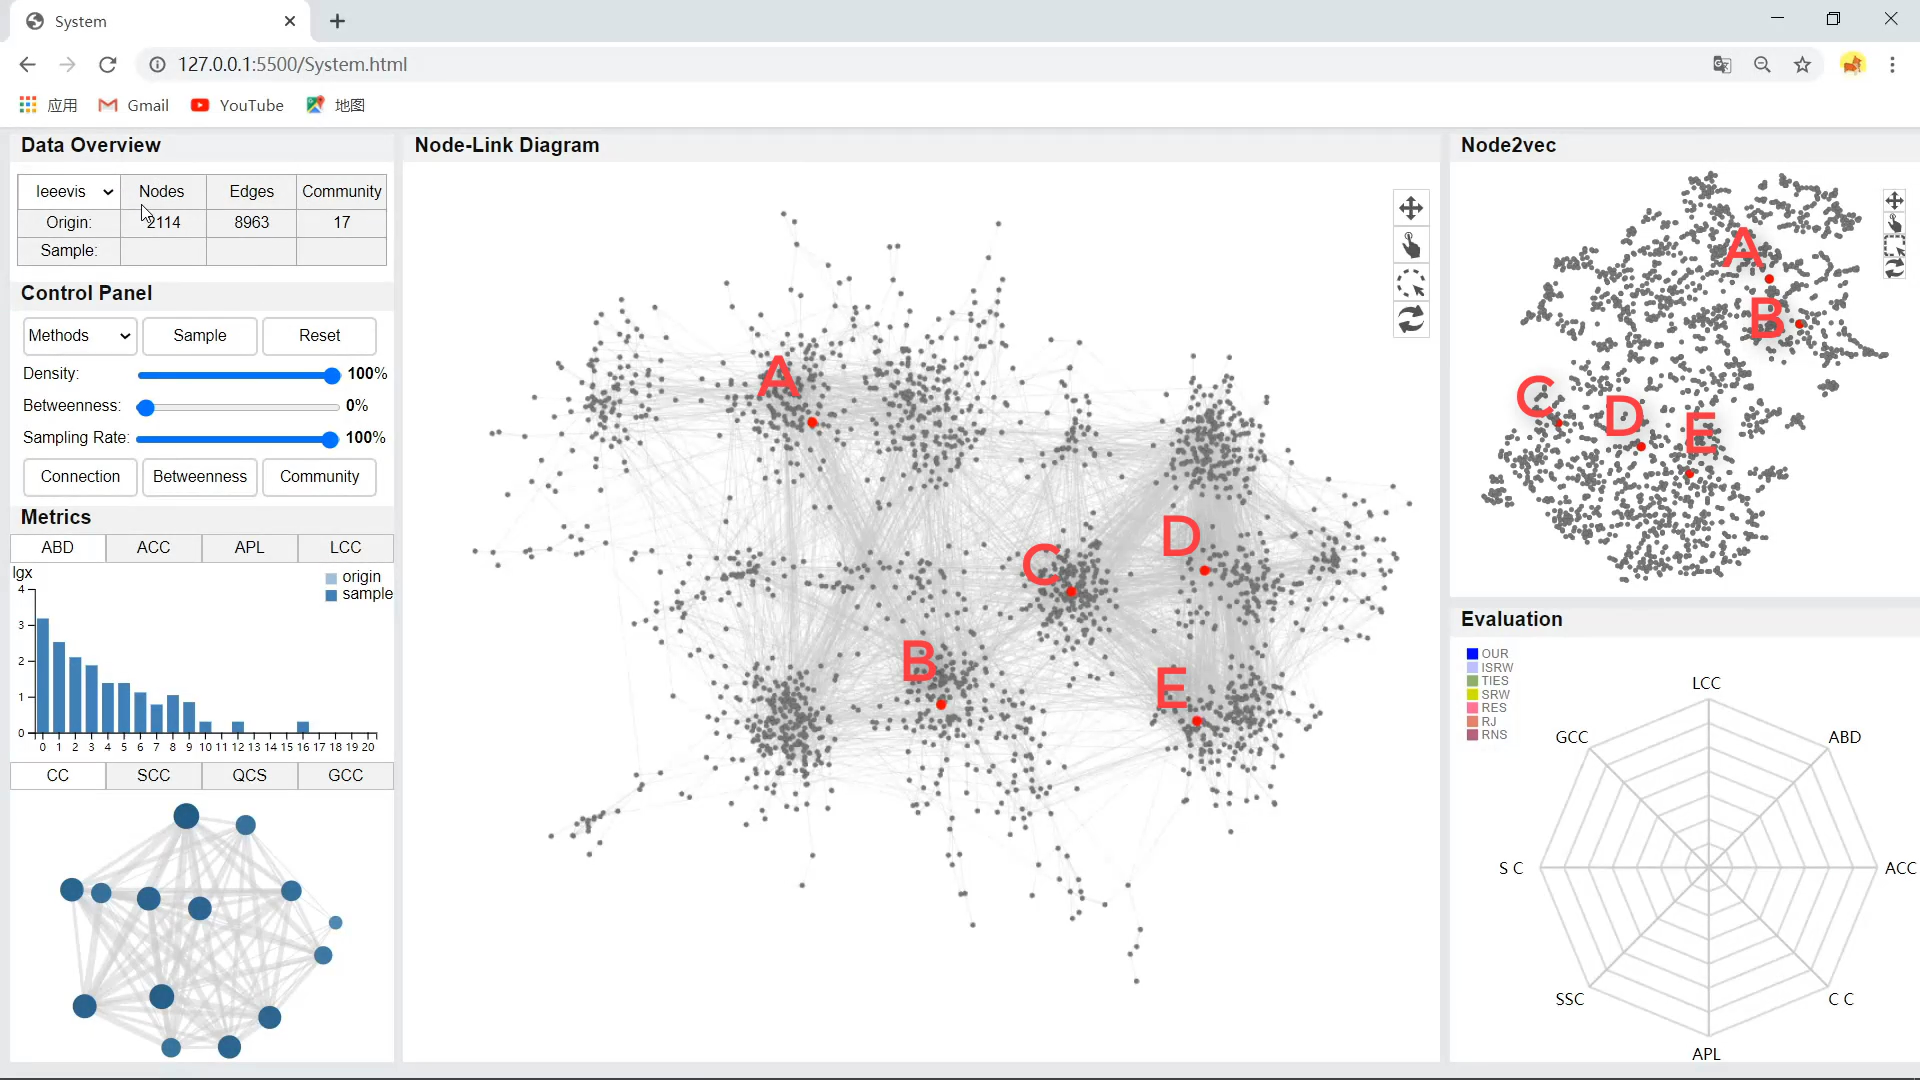 System
127.0.0.1:5500/System.html
应用 Gmail YouTube 地图
Data Overview
Ieeevis Nodes Edges Community
Origin: 2114 8963 17
Sample:
Control Panel
Methods Sample Reset
Density: 100%
Betweenness: 0%
Sampling Rate: 100%
Connection Betweenness Community
Metrics
ABD ACC APL LCC
lgx
origin
sample
4
3
2
1
0
0 1 2 3 4 5 6 7 8 9 10 11 12 13 14 15 16 17 18 19 20
CC SCC QCS GCC
Node-Link Diagram
A
D
C
B
E
Node2vec
A
B
C
D
E
Evaluation
OUR
ISRW
TIES
SRW
RES
RJ
RNS
LCC
GCC ABD
S C ACC
SSC C C
APL